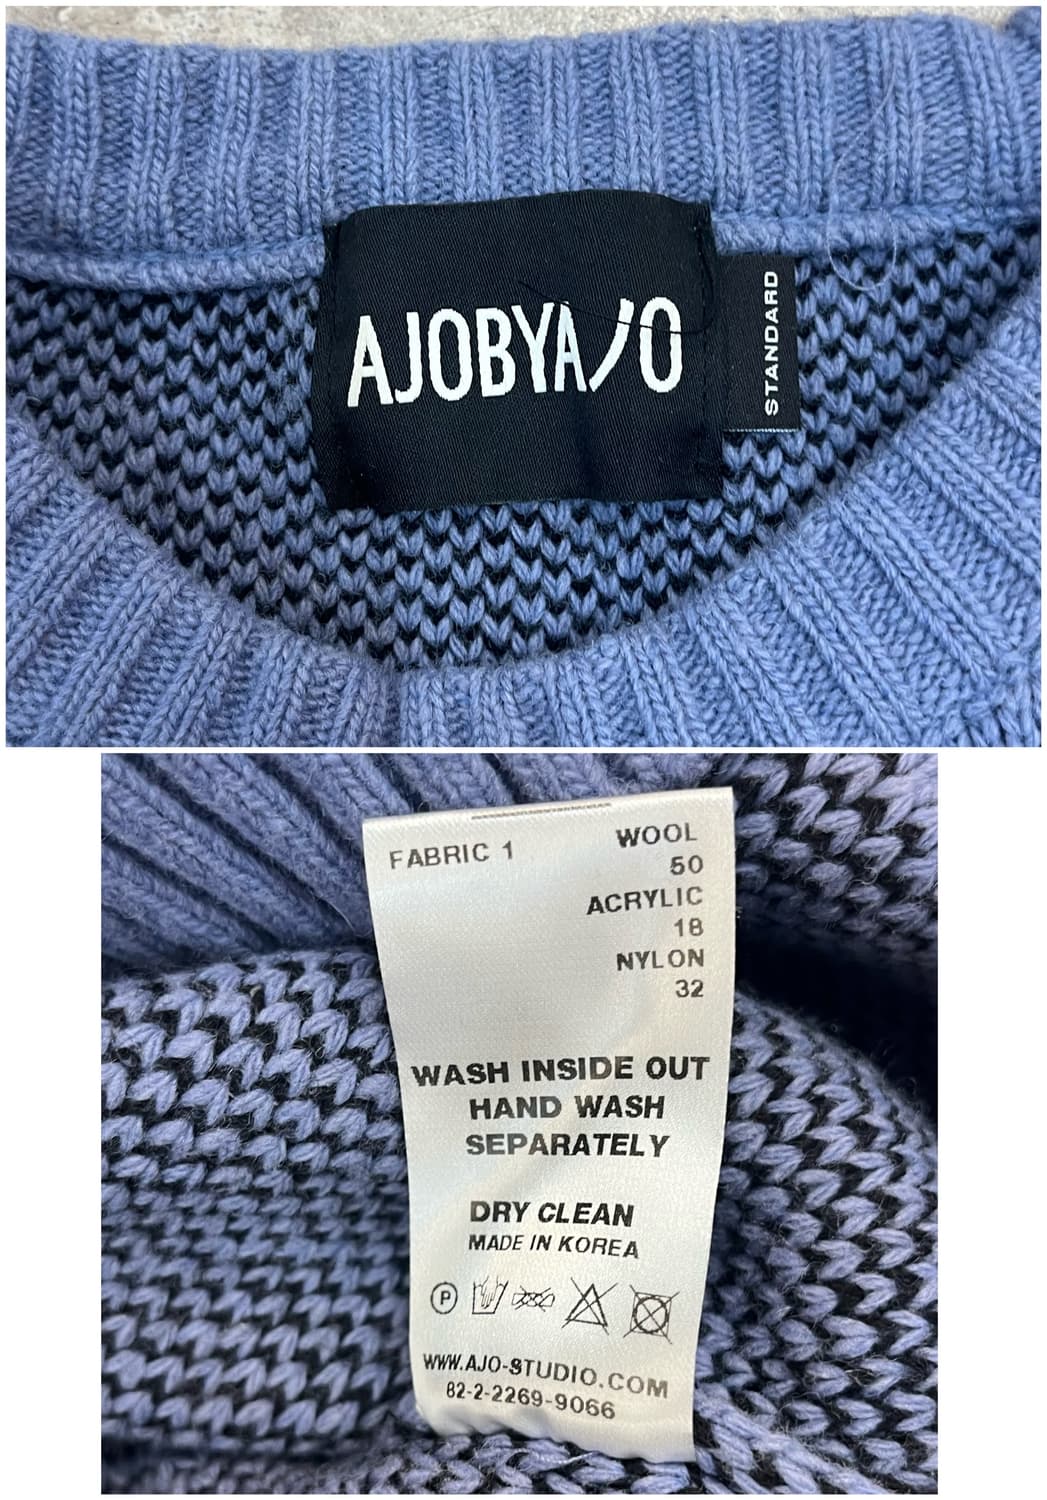 AJOBYAJO
STANDARD
FABRIC 1
WOOL
50
ACRYLIC
18
NYLON
32
WASH INSIDE OUT
HAND WASH
SEPARATELY
DRY CLEAN
MADE IN KOREA
P
WWW.AJO-STUDIO.COM
82-2-2269-9066